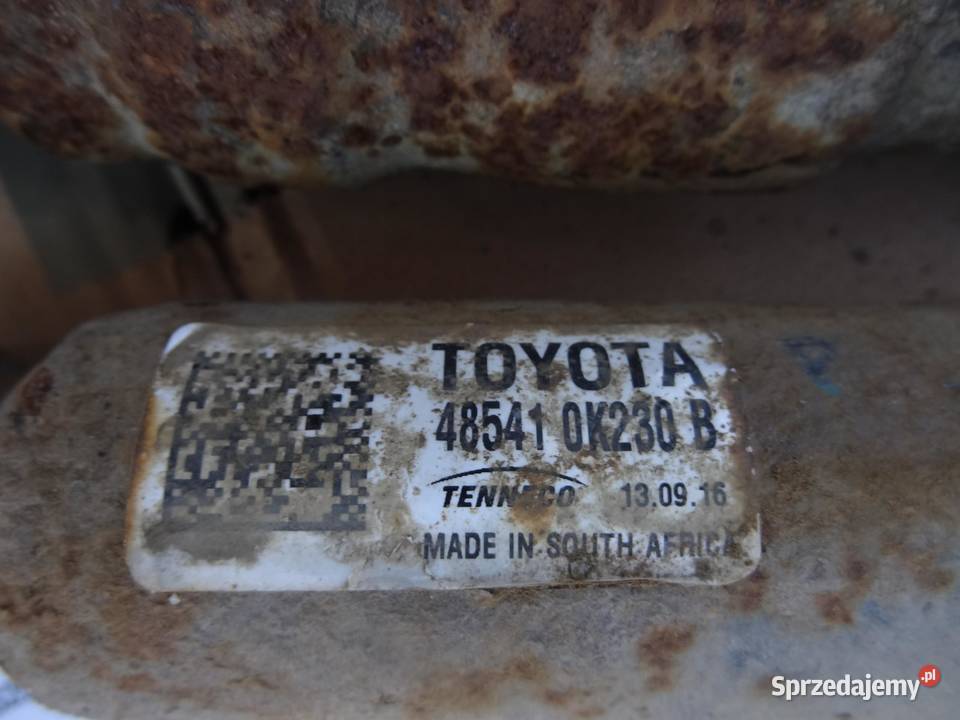 TOYOTA
48541 0K230 B
TENNECO 13.09.16
MADE IN SOUTH AFRICA
Sprzedajemy.pl